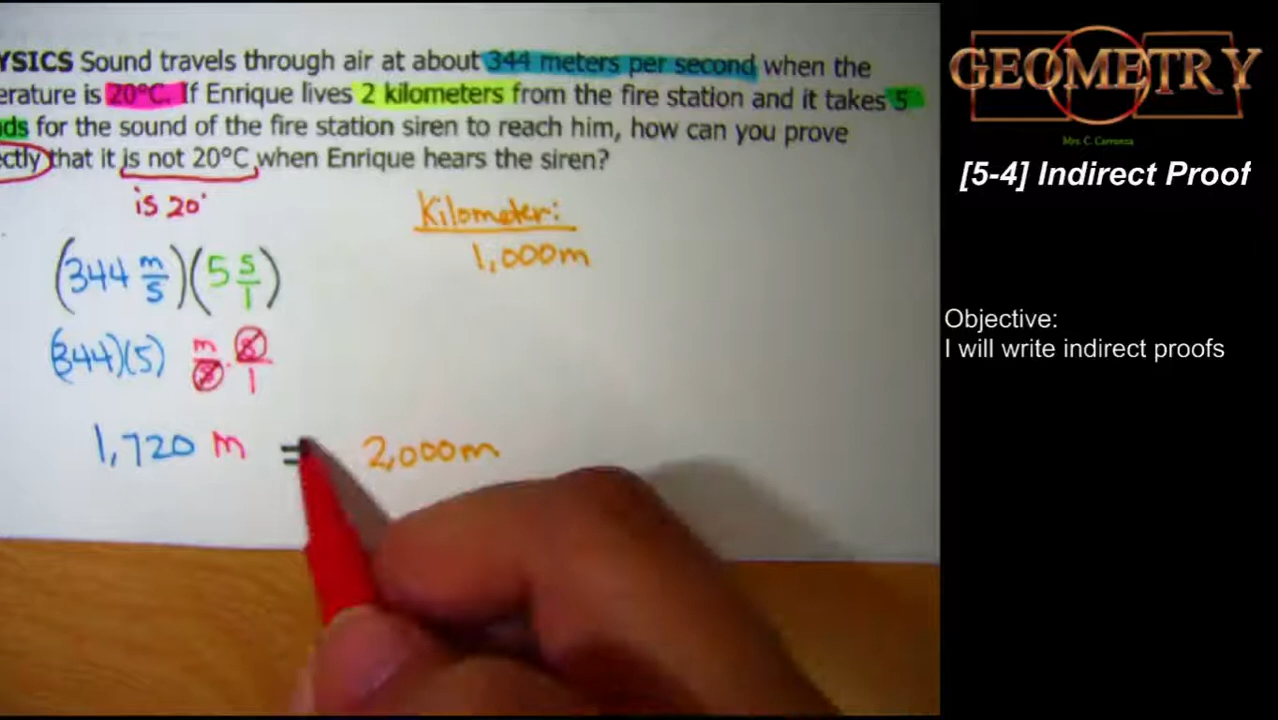 YSICS Sound travels through air at about 344 meters per second when the
erature is 20°C. If Enrique lives 2 kilometers from the fire station and it takes 5
nds for the sound of the fire station siren to reach him, how can you prove
ectly that it is not 20°C when Enrique hears the siren?
is 20°
Kilometer:
1,000m
(344 m/s)(5 s/1)
(344)(5) m/s · s/1
1,720 m = 2,000m
GEOMETRY
Mrs. C. Carranza
[5-4] Indirect Proof
Objective:
I will write indirect proofs